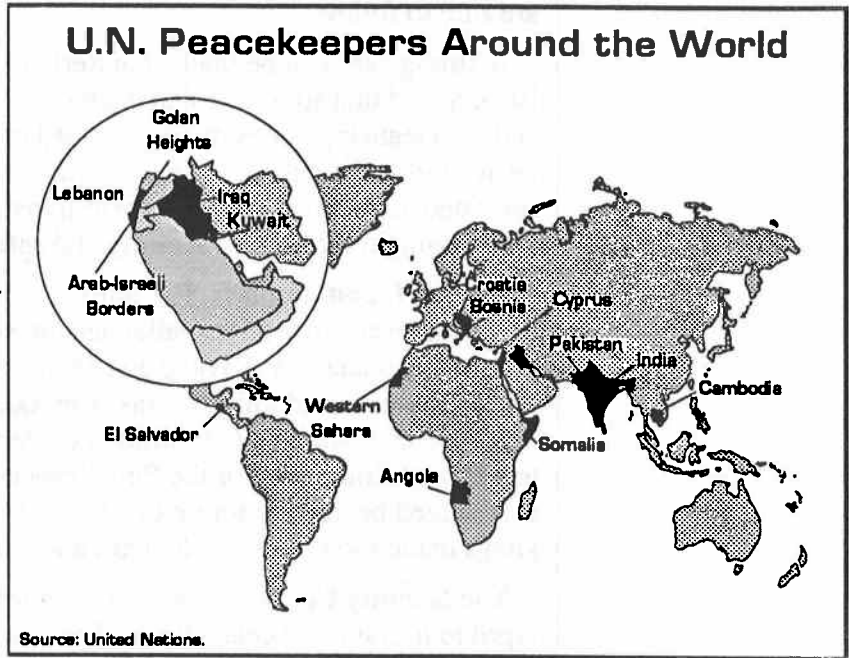 U.N. Peacekeepers Around the World
Golan
Heights
Lebanon
Iraq
Kuwait
Arab-Israeli
Borders
Croatia
Bosnia
Cyprus
Pakistan
India
Cambodia
Western
Sahara
El Salvador
Somalia
Angola
Source: United Nations.